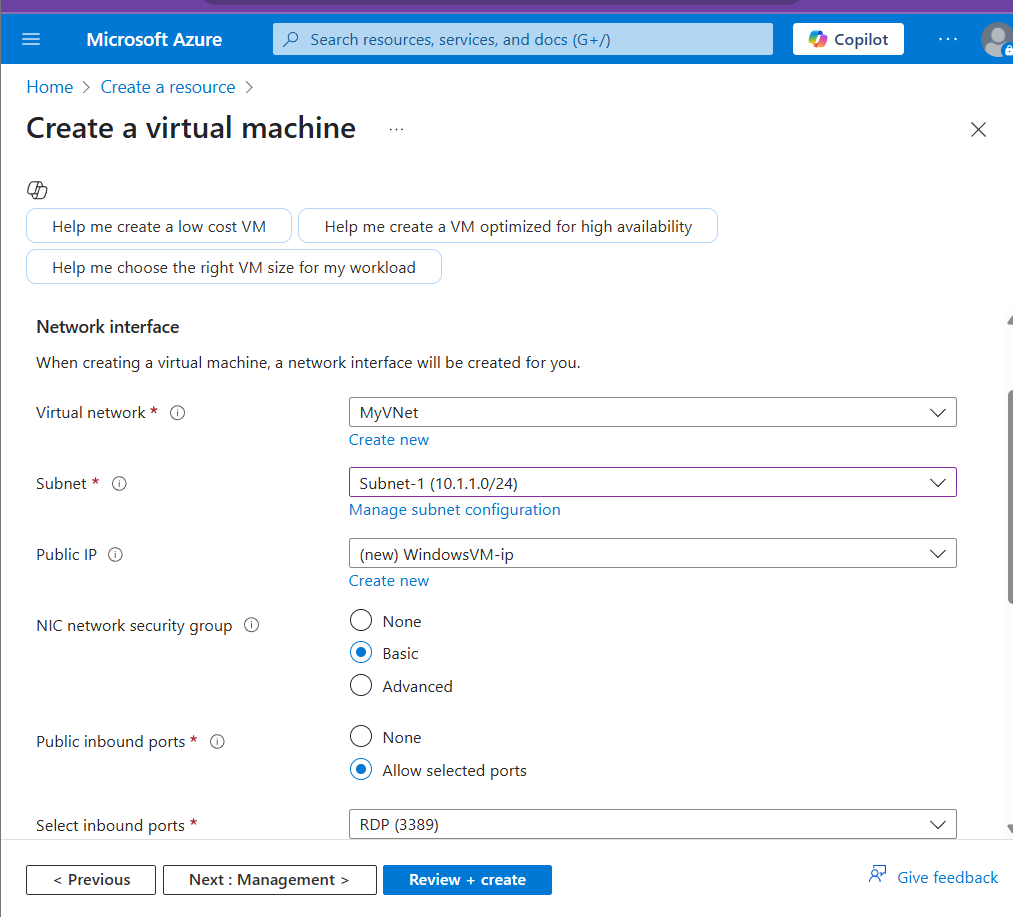 Microsoft Azure
Search resources, services, and docs (G+/)
Copilot
Home > Create a resource >
Create a virtual machine ...
Help me create a low cost VM
Help me create a VM optimized for high availability
Help me choose the right VM size for my workload
Network interface
When creating a virtual machine, a network interface will be created for you.
Virtual network *
MyVNet
Create new
Subnet *
Subnet-1 (10.1.1.0/24)
Manage subnet configuration
Public IP
(new) WindowsVM-ip
Create new
NIC network security group
None
Basic
Advanced
Public inbound ports *
None
Allow selected ports
Select inbound ports *
RDP (3389)
< Previous
Next : Management >
Review + create
Give feedback